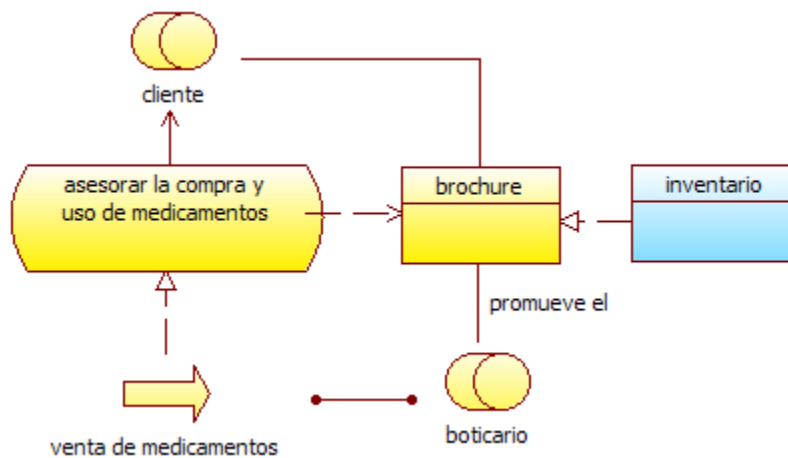 cliente
asesorar la compra y
uso de medicamentos
brochure
inventario
promueve el
venta de medicamentos
boticario